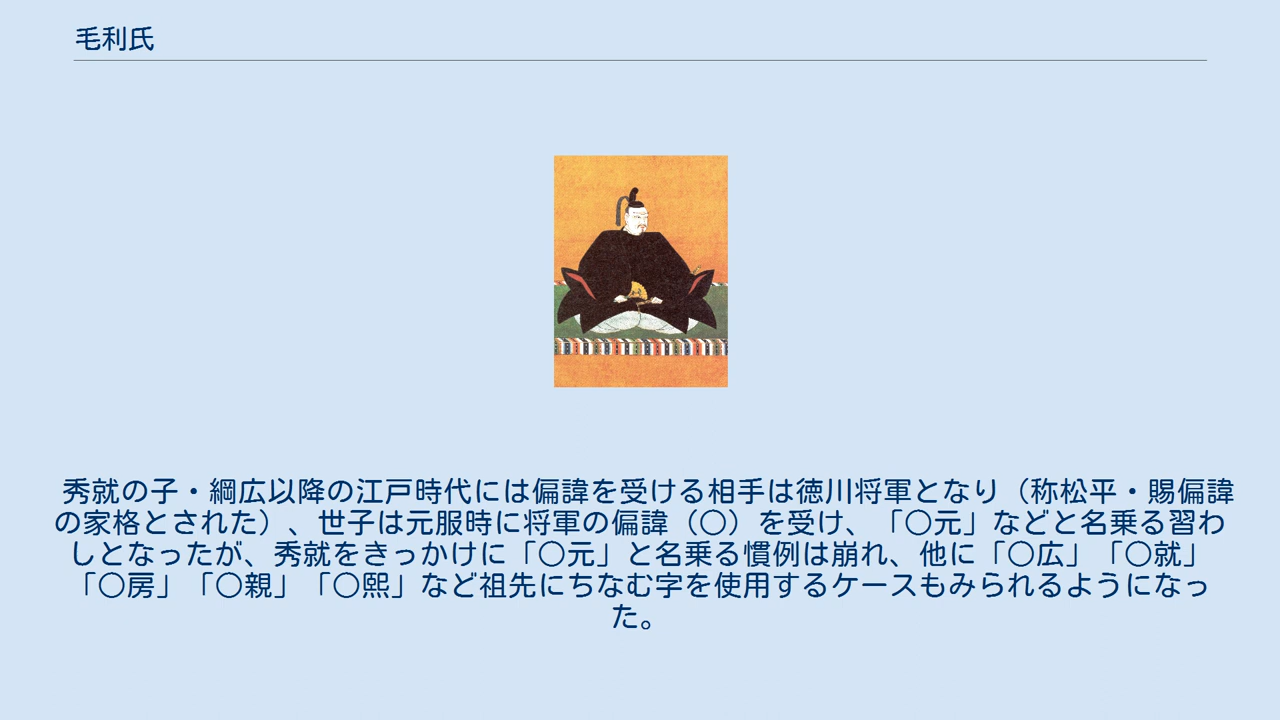 毛利氏
秀就の子・綱広以降の江戸時代には偏諱を受ける相手は徳川将軍となり（称松平・賜偏諱
の家格とされた）、世子は元服時に将軍の偏諱（〇）を受け、「〇元」などと名乗る習わ
しとなったが、秀就をきっかけに「〇元」と名乗る慣例は崩れ、他に「〇広」「〇就」
「〇房」「〇親」「〇熙」など祖先にちなむ字を使用するケースもみられるようになっ
た。